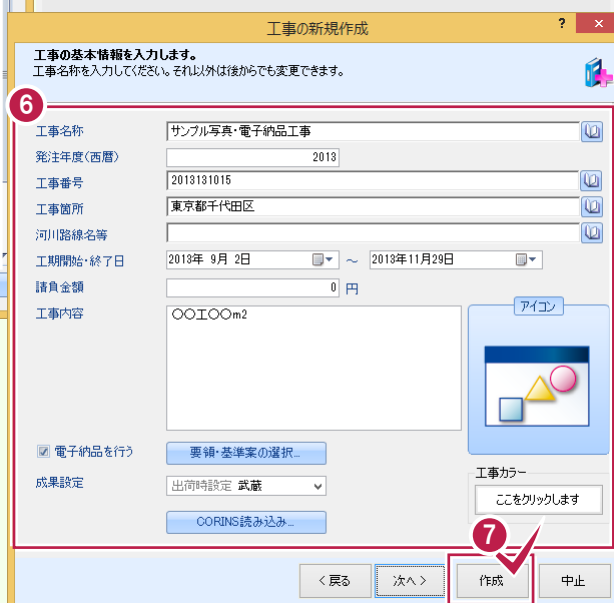 工事の新規作成
?
×
工事の基本情報を入力します。
工事名称を入力してください。それ以外は後からでも変更できます。
6
工事名称 サンプル写真・電子納品工事
発注年度(西暦) 2013
工事番号 2013131015
工事箇所 東京都千代田区
河川路線名等
工期開始・終了日 2013年 9月 2日 ～ 2013年11月29日
請負金額 0 円
工事内容 〇〇工〇〇m2
アイコン
電子納品を行う 要領・基準案の選択...
成果設定 出荷時設定 武蔵
工事カラー
ここをクリックします
CORINS読み込み...
7
< 戻る 次へ > 作成 中止